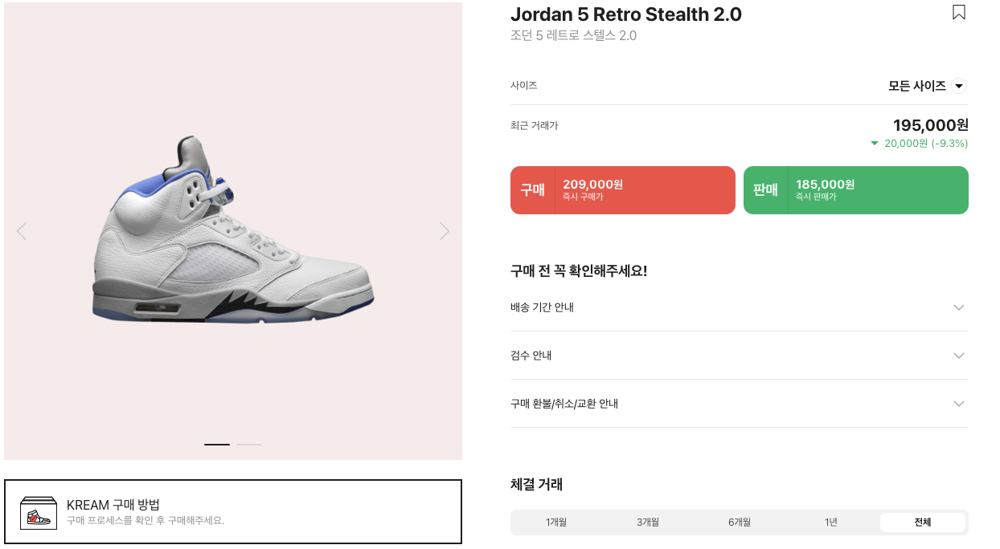 Jordan 5 Retro Stealth 2.0
조던 5 레트로 스텔스 2.0
사이즈
모든 사이즈
최근 거래가
195,000원
20,000원 (-9.3%)
구매
209,000원
즉시 구매가
판매
185,000원
즉시 판매가
구매 전 꼭 확인해주세요!
배송 기간 안내
검수 안내
구매 환불/취소/교환 안내
체결 거래
1개월 3개월 6개월 1년 전체
KREAM 구매 방법
구매 프로세스를 확인 후 구매해주세요.